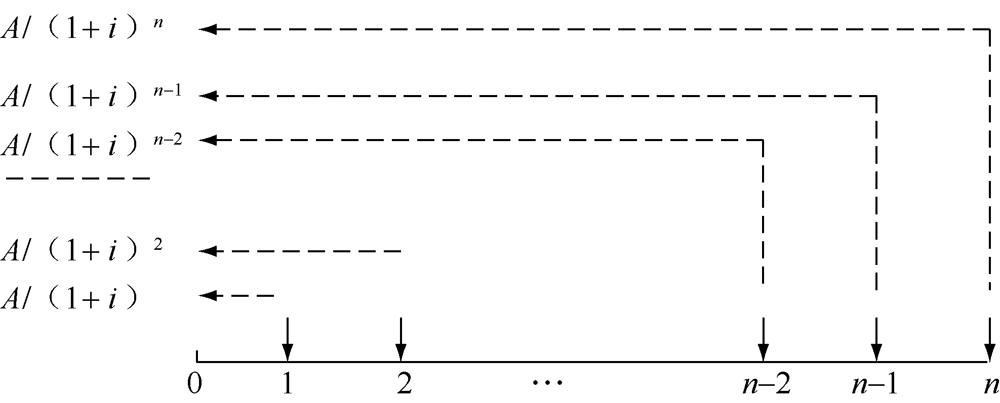 A/（1+ i ）ⁿ
A/（1+ i ）ⁿ⁻¹
A/（1+ i ）ⁿ⁻²
A/（1+ i ）²
A/（1+ i ）
0 1 2 … n–2 n–1 n